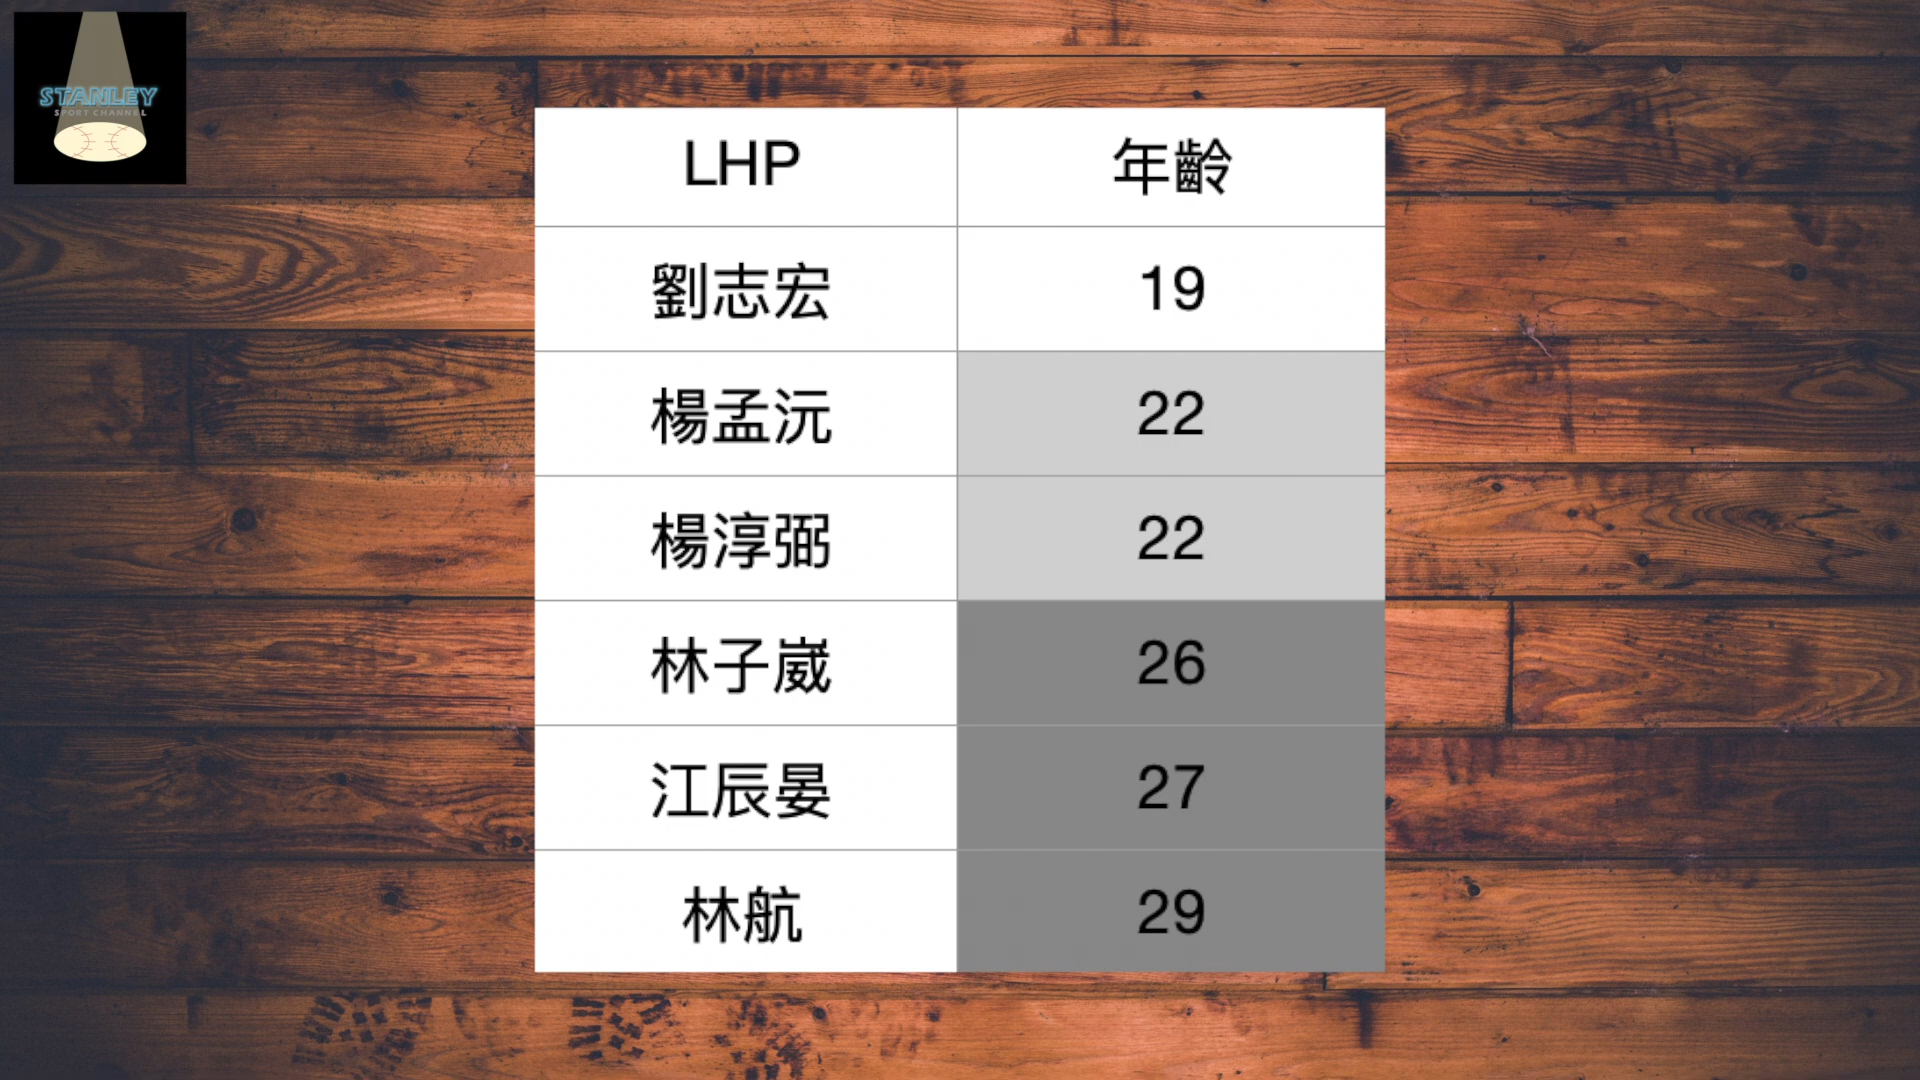 STANLEY
SPORT CHANNEL
LHP 年齡
劉志宏 19
楊孟沅 22
楊淳弼 22
林子崴 26
江辰晏 27
林航 29